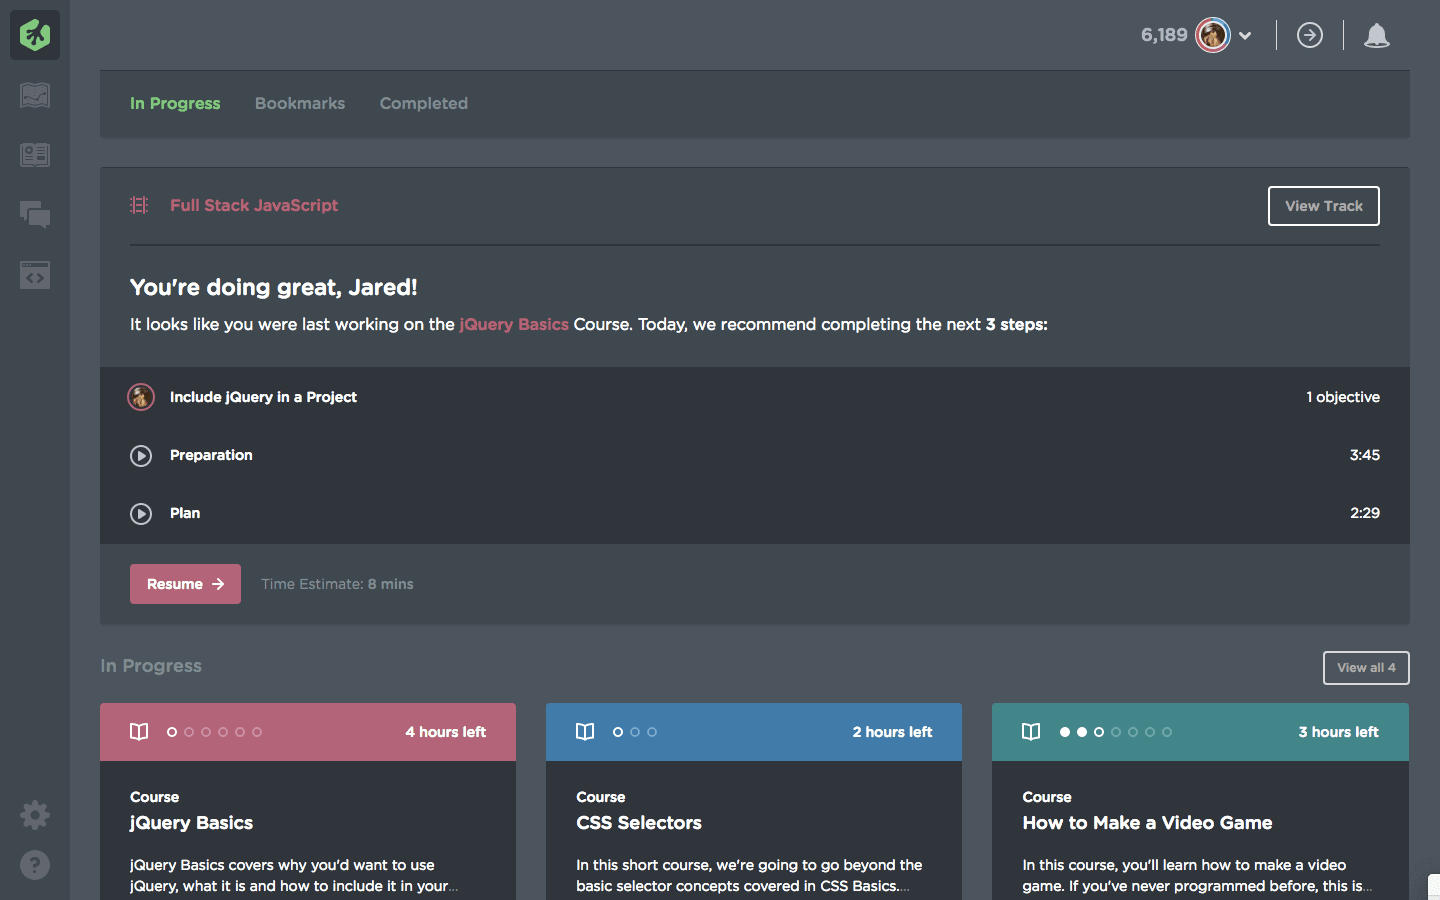 6,189
In Progress Bookmarks Completed
Full Stack JavaScript
View Track
You're doing great, Jared!
It looks like you were last working on the jQuery Basics Course. Today, we recommend completing the next 3 steps:
Include jQuery in a Project 1 objective
Preparation 3:45
Plan 2:29
Resume → Time Estimate: 8 mins
In Progress
View all 4
4 hours left
Course
jQuery Basics
jQuery Basics covers why you'd want to use
jQuery, what it is and how to include it in your...
2 hours left
Course
CSS Selectors
In this short course, we're going to go beyond the
basic selector concepts covered in CSS Basics....
3 hours left
Course
How to Make a Video Game
In this course, you'll learn how to make a video
game. If you've never programmed before, this is...